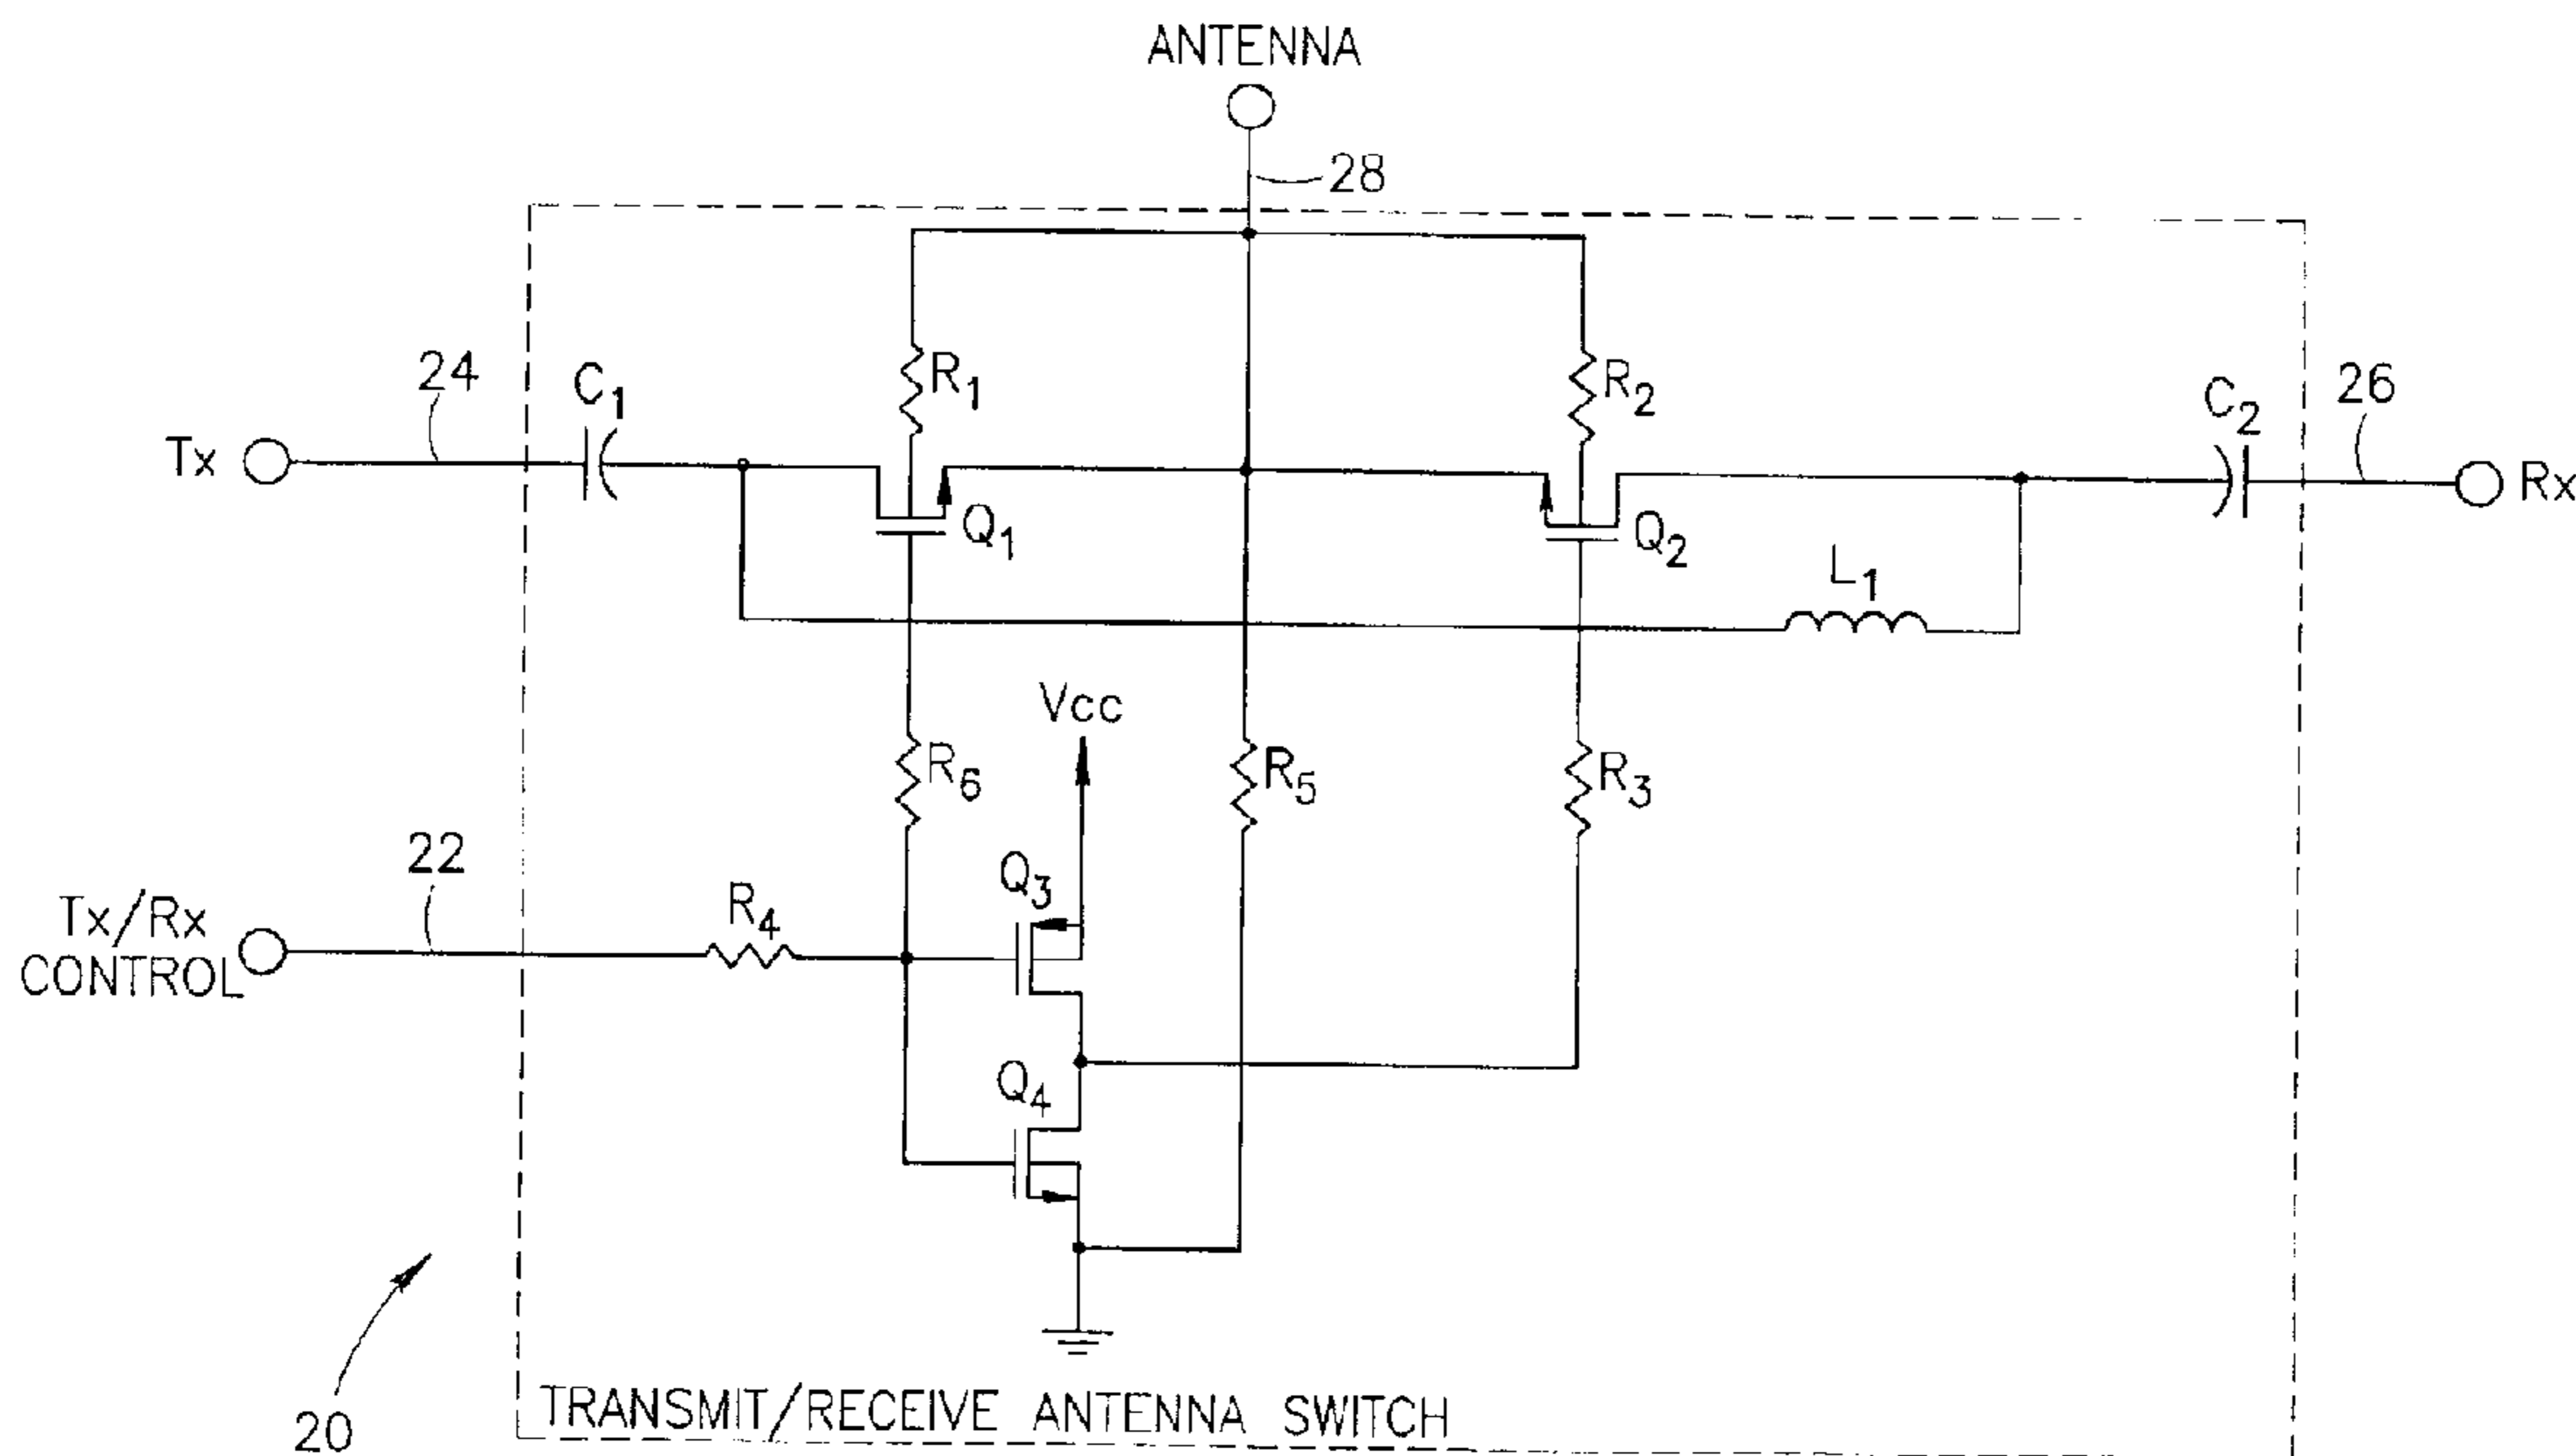 ANTENNA
28
24
C1
R1
R2
C2
26
Tx
Rx
Q1
Q2
L1
Vcc
R6
R5
R3
22
Q3
R4
Tx/Rx
CONTROL
Q4
20
TRANSMIT/RECEIVE ANTENNA SWITCH